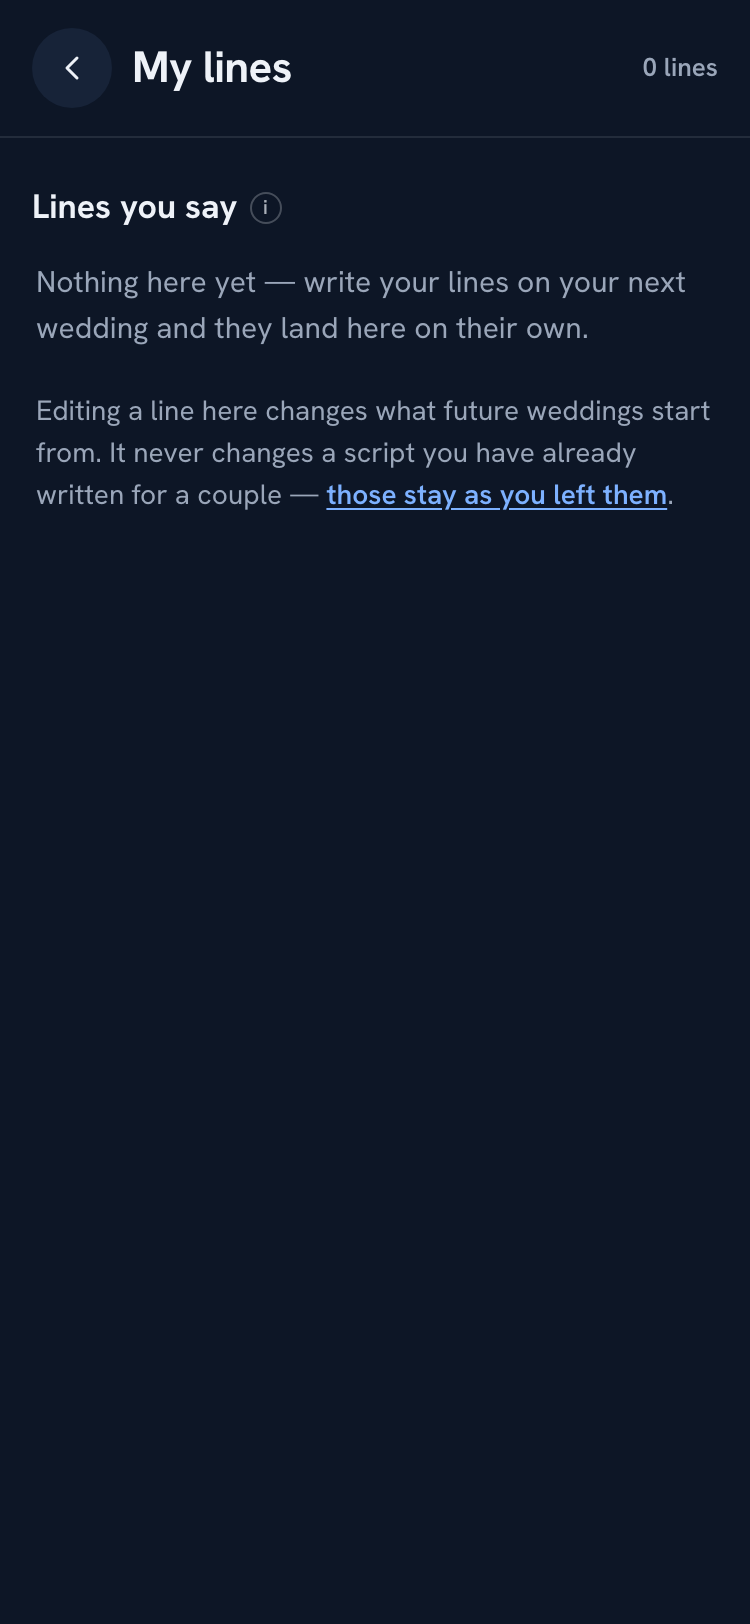 My lines
0 lines
Lines you say
i
Nothing here yet — write your lines on your next
wedding and they land here on their own.
Editing a line here changes what future weddings start
from. It never changes a script you have already
written for a couple — those stay as you left them.